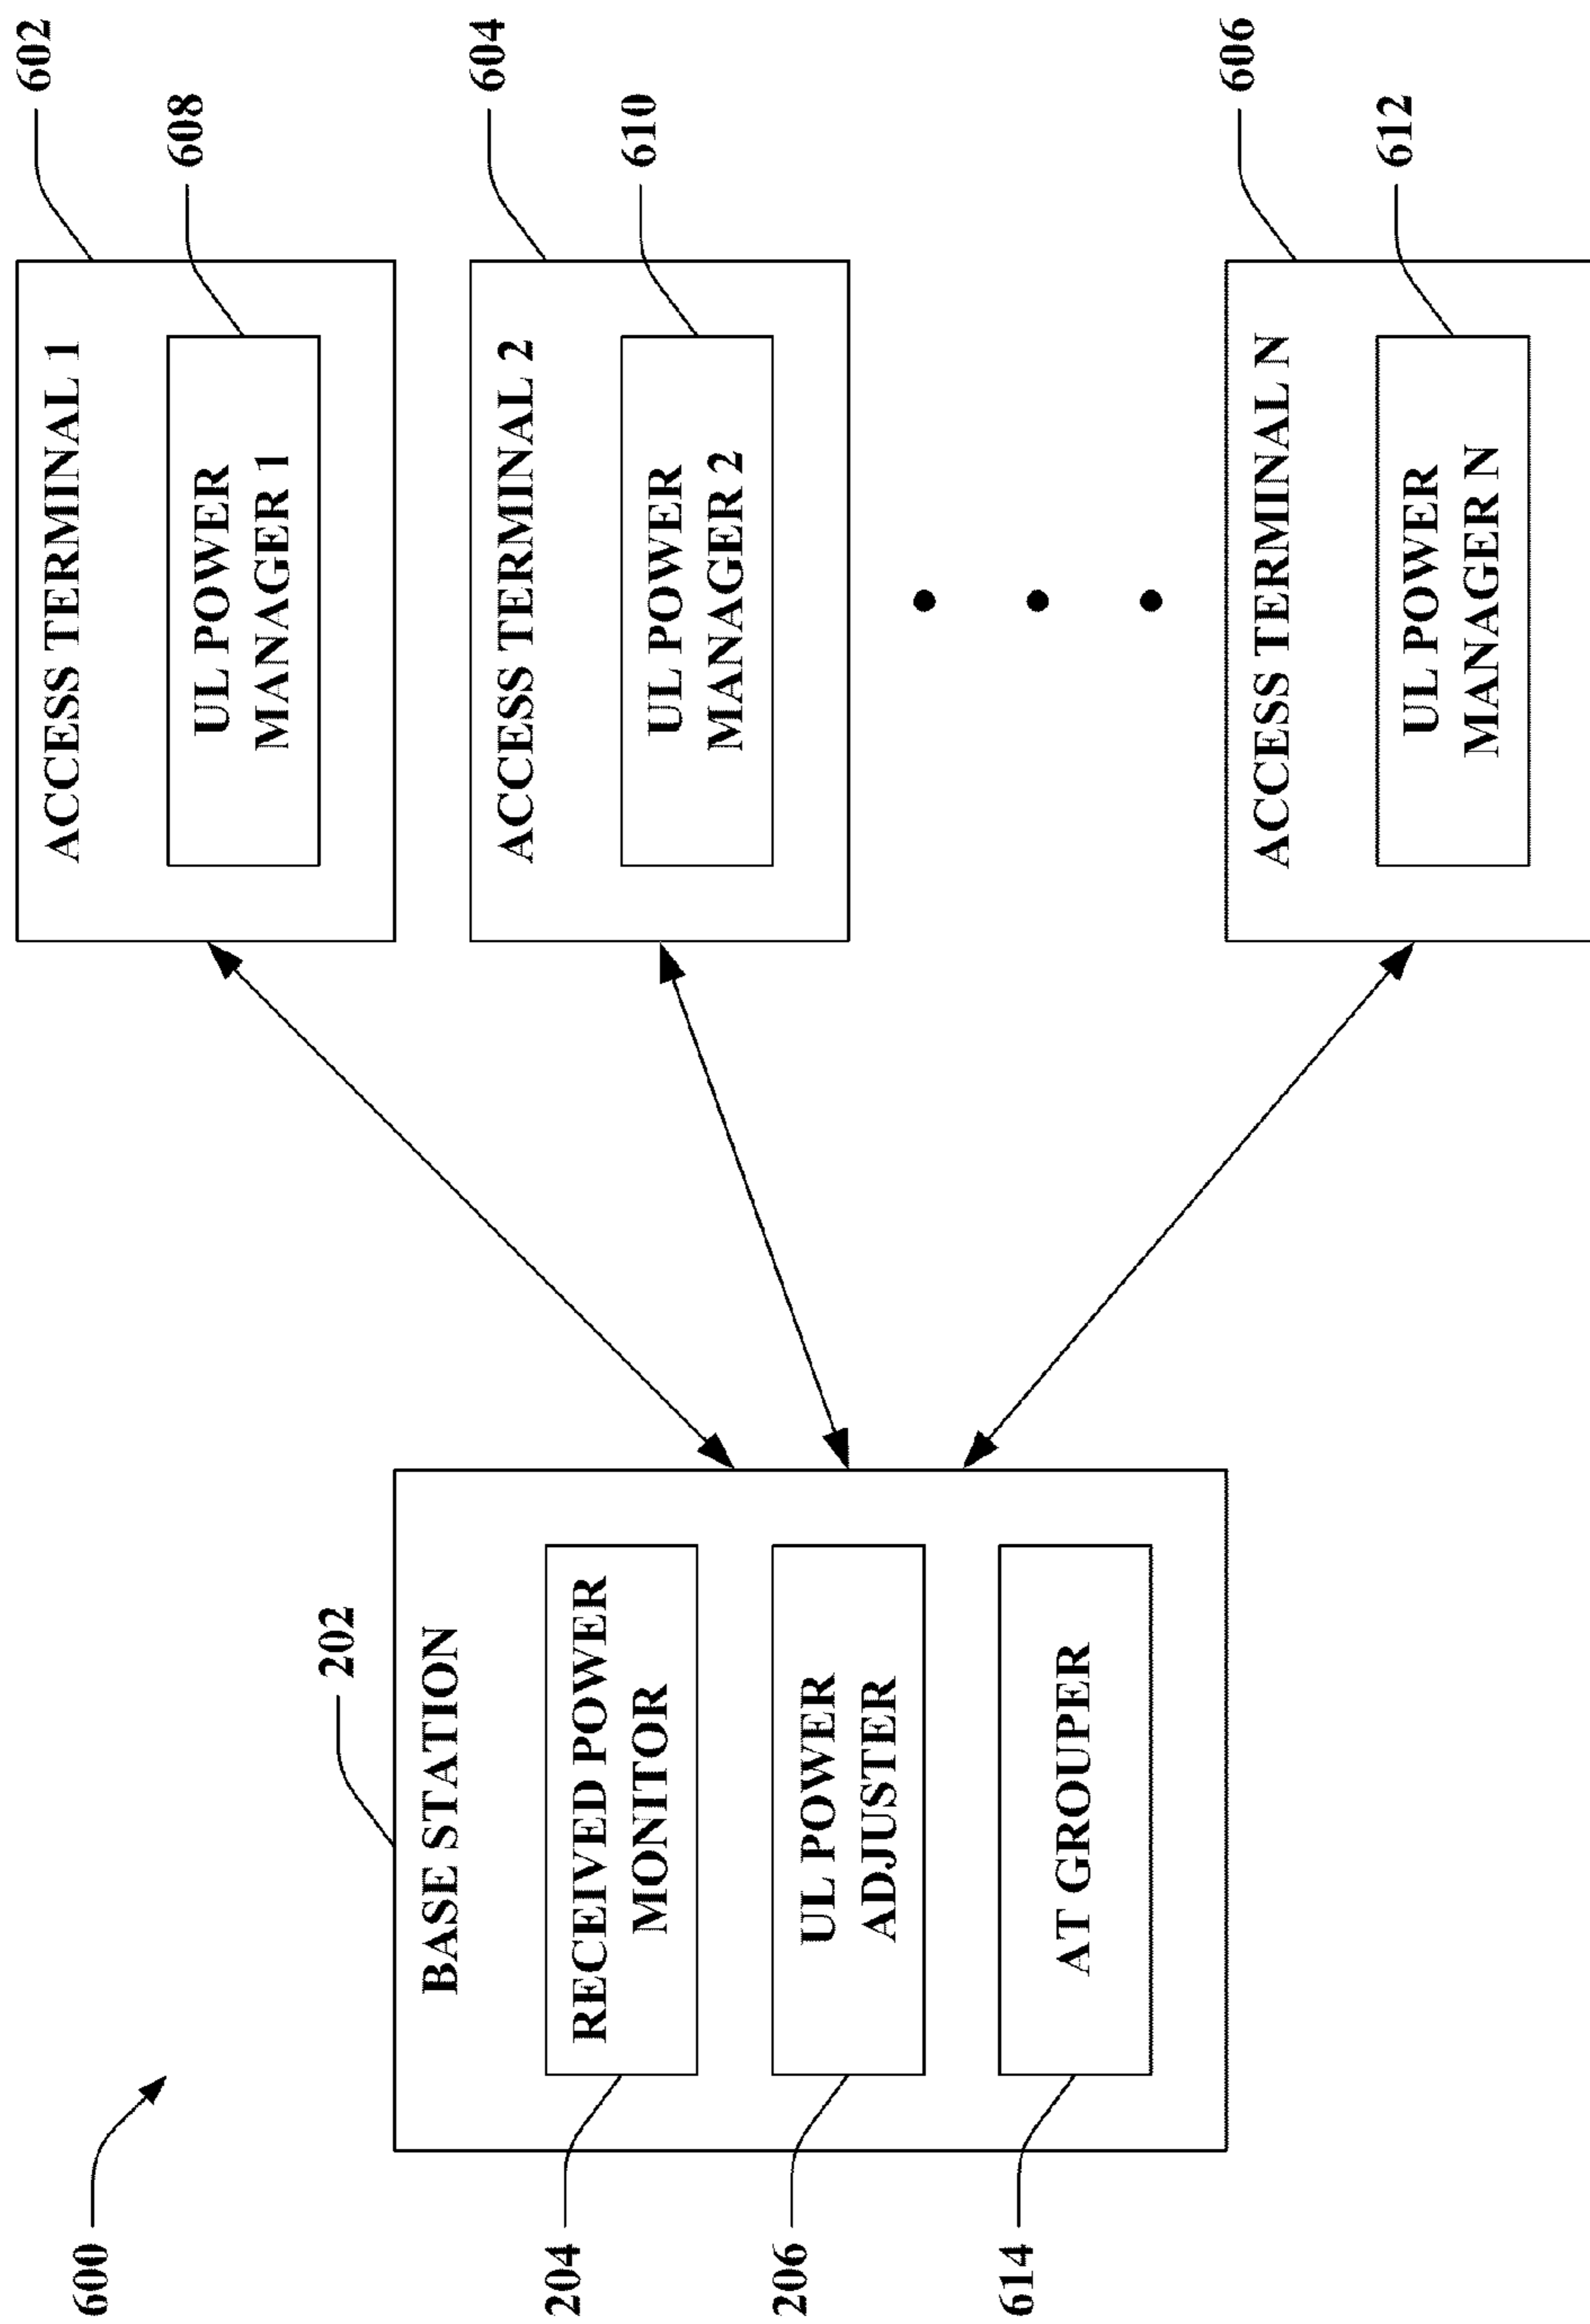 600
202
BASE STATION
204
RECEIVED POWER
MONITOR
206
UL POWER
ADJUSTER
614
AT GROUPER
602
ACCESS TERMINAL 1
608
UL POWER
MANAGER 1
604
ACCESS TERMINAL 2
610
UL POWER
MANAGER 2
606
ACCESS TERMINAL N
612
UL POWER
MANAGER N